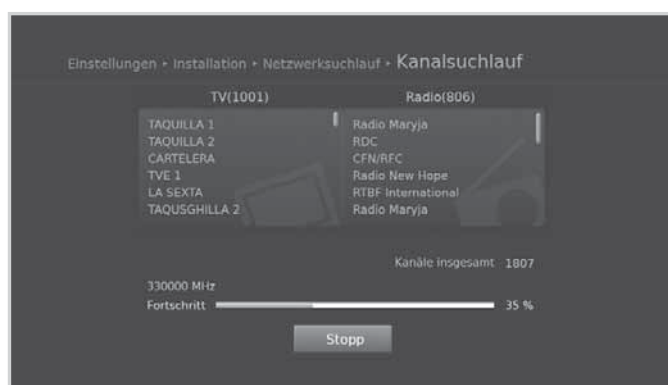 Einstellungen ▸ Installation ▸ Netzwerksuchlauf ▸ Kanalsuchlauf
TV(1001) Radio(806)
TAQUILLA 1 Radio Maryja
TAQUILLA 2 RDC
CARTELERA CFN/RFC
TVE 1 Radio New Hope
LA SEXTA RTBF International
TAQUSGHILLA 2 Radio Maryja
Kanäle insgesamt 1807
330000 MHz
Fortschritt 35 %
Stopp